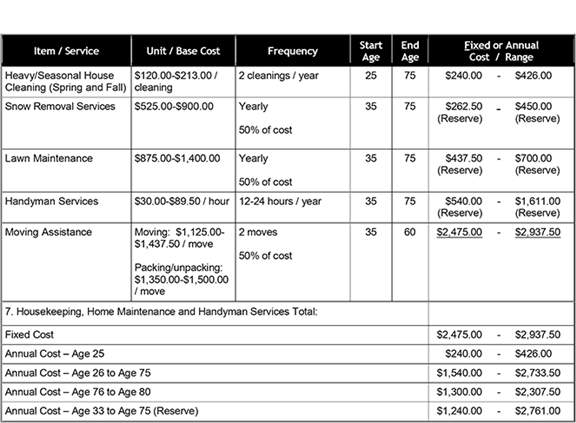 Item / Service Unit / Base Cost Frequency Start Age End Age Fixed or Annual Cost / Range
Heavy/Seasonal House Cleaning (Spring and Fall) $120.00-$213.00 / cleaning 2 cleanings / year 25 75 $240.00 - $426.00
Snow Removal Services $525.00-$900.00 Yearly 50% of cost 35 75 $262.50 - $450.00 (Reserve) (Reserve)
Lawn Maintenance $875.00-$1,400.00 Yearly 50% of cost 35 75 $437.50 - $700.00 (Reserve) (Reserve)
Handyman Services $30.00-$89.50 / hour 12-24 hours / year 35 75 $540.00 - $1,611.00 (Reserve) (Reserve)
Moving Assistance Moving: $1,125.00-$1,437.50 / move Packing/unpacking: $1,350.00-$1,500.00 / move 2 moves 50% of cost 35 60 $2,475.00 - $2,937.50
7. Housekeeping, Home Maintenance and Handyman Services Total:
Fixed Cost $2,475.00 - $2,937.50
Annual Cost – Age 25 $240.00 - $426.00
Annual Cost – Age 26 to Age 75 $1,540.00 - $2,733.50
Annual Cost – Age 76 to Age 80 $1,300.00 - $2,307.50
Annual Cost – Age 33 to Age 75 (Reserve) $1,240.00 - $2,761.00